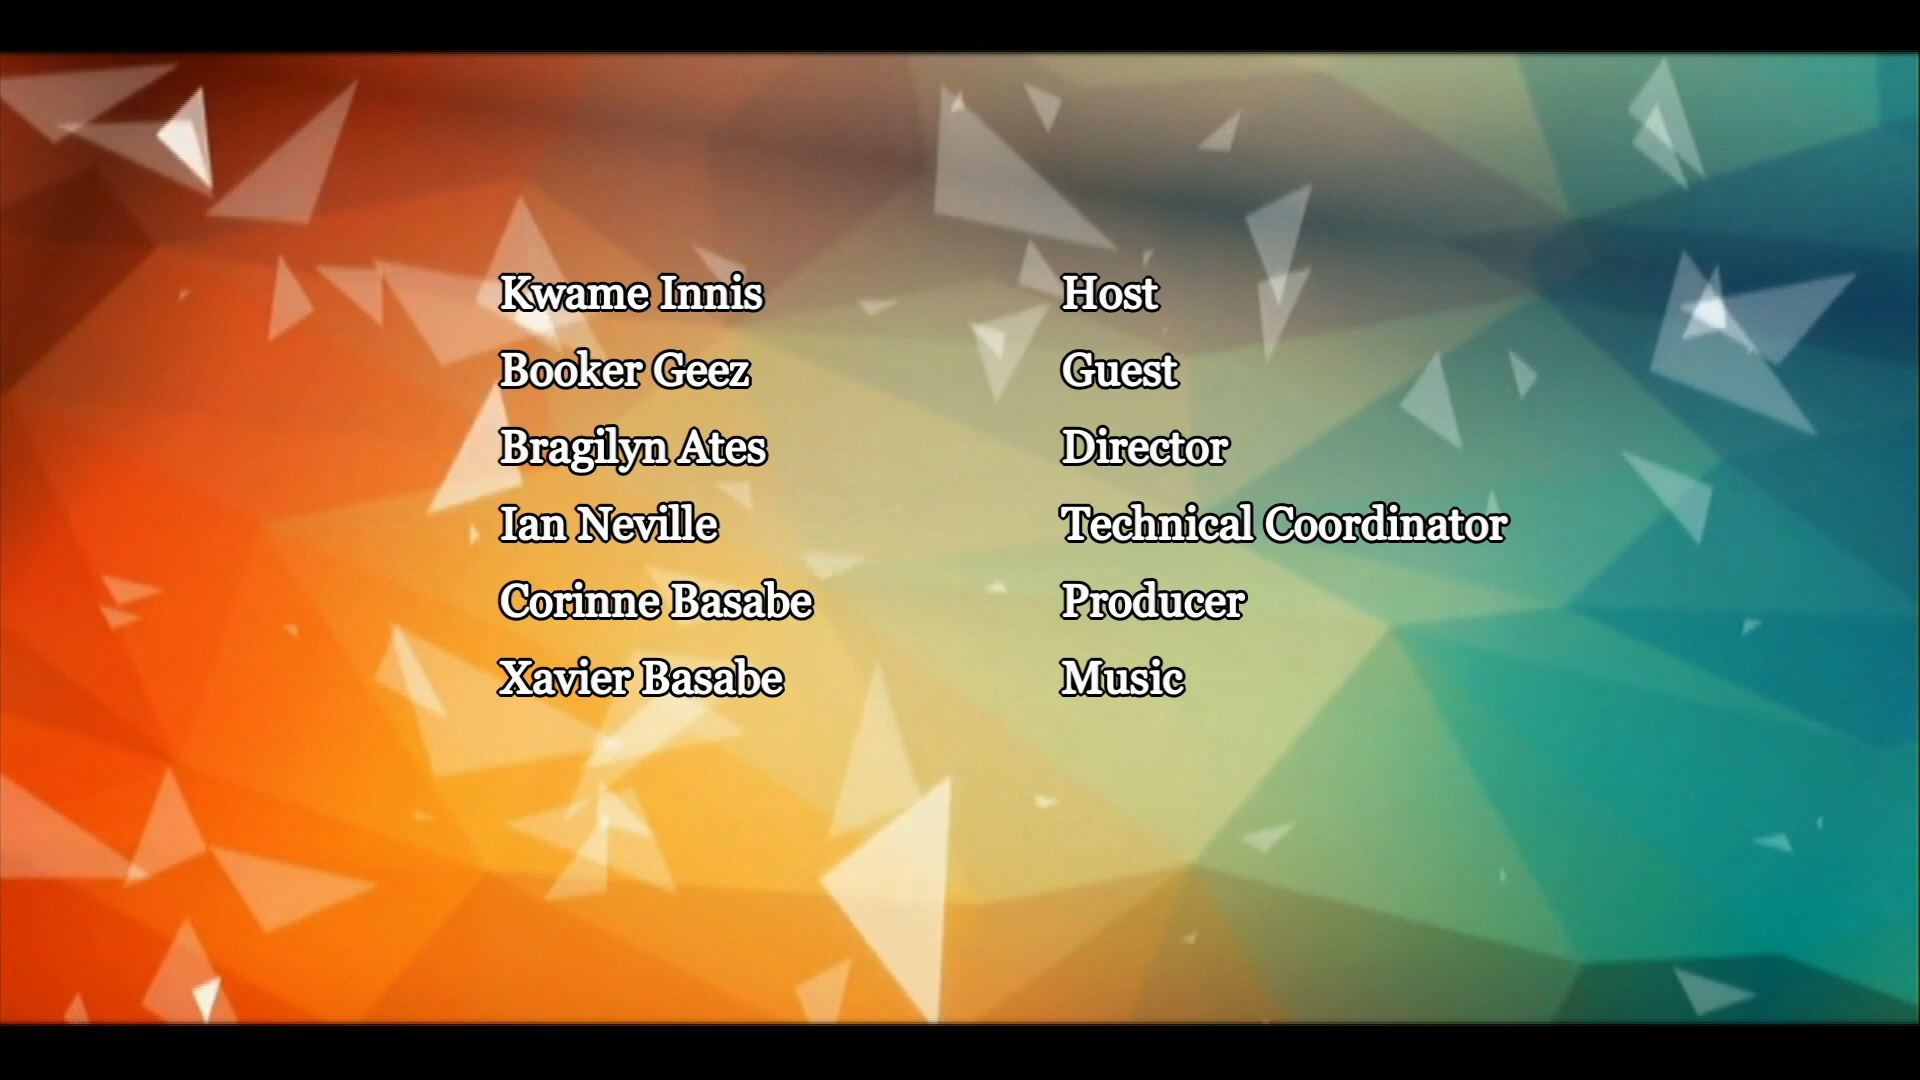 Kwame Innis Host
Booker Geez Guest
Bragilyn Ates Director
Ian Neville Technical Coordinator
Corinne Basabe Producer
Xavier Basabe Music